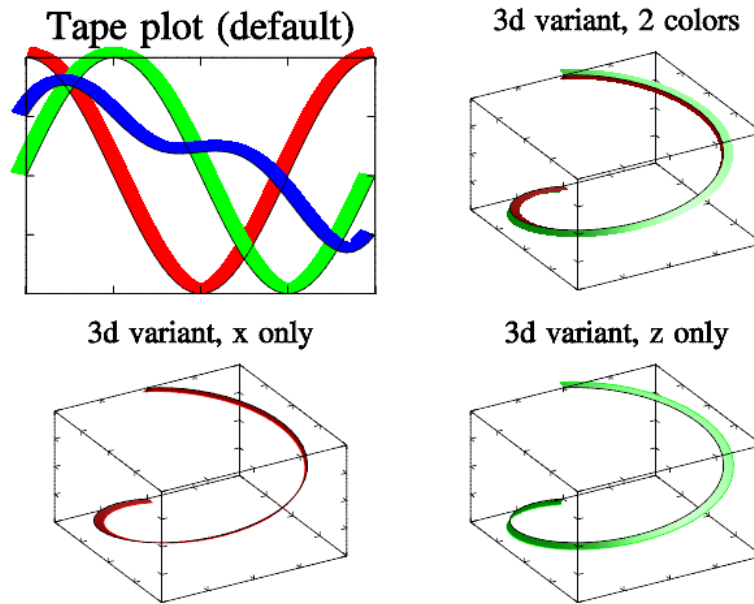 Tape plot (default)
3d variant, 2 colors
3d variant, x only
3d variant, z only